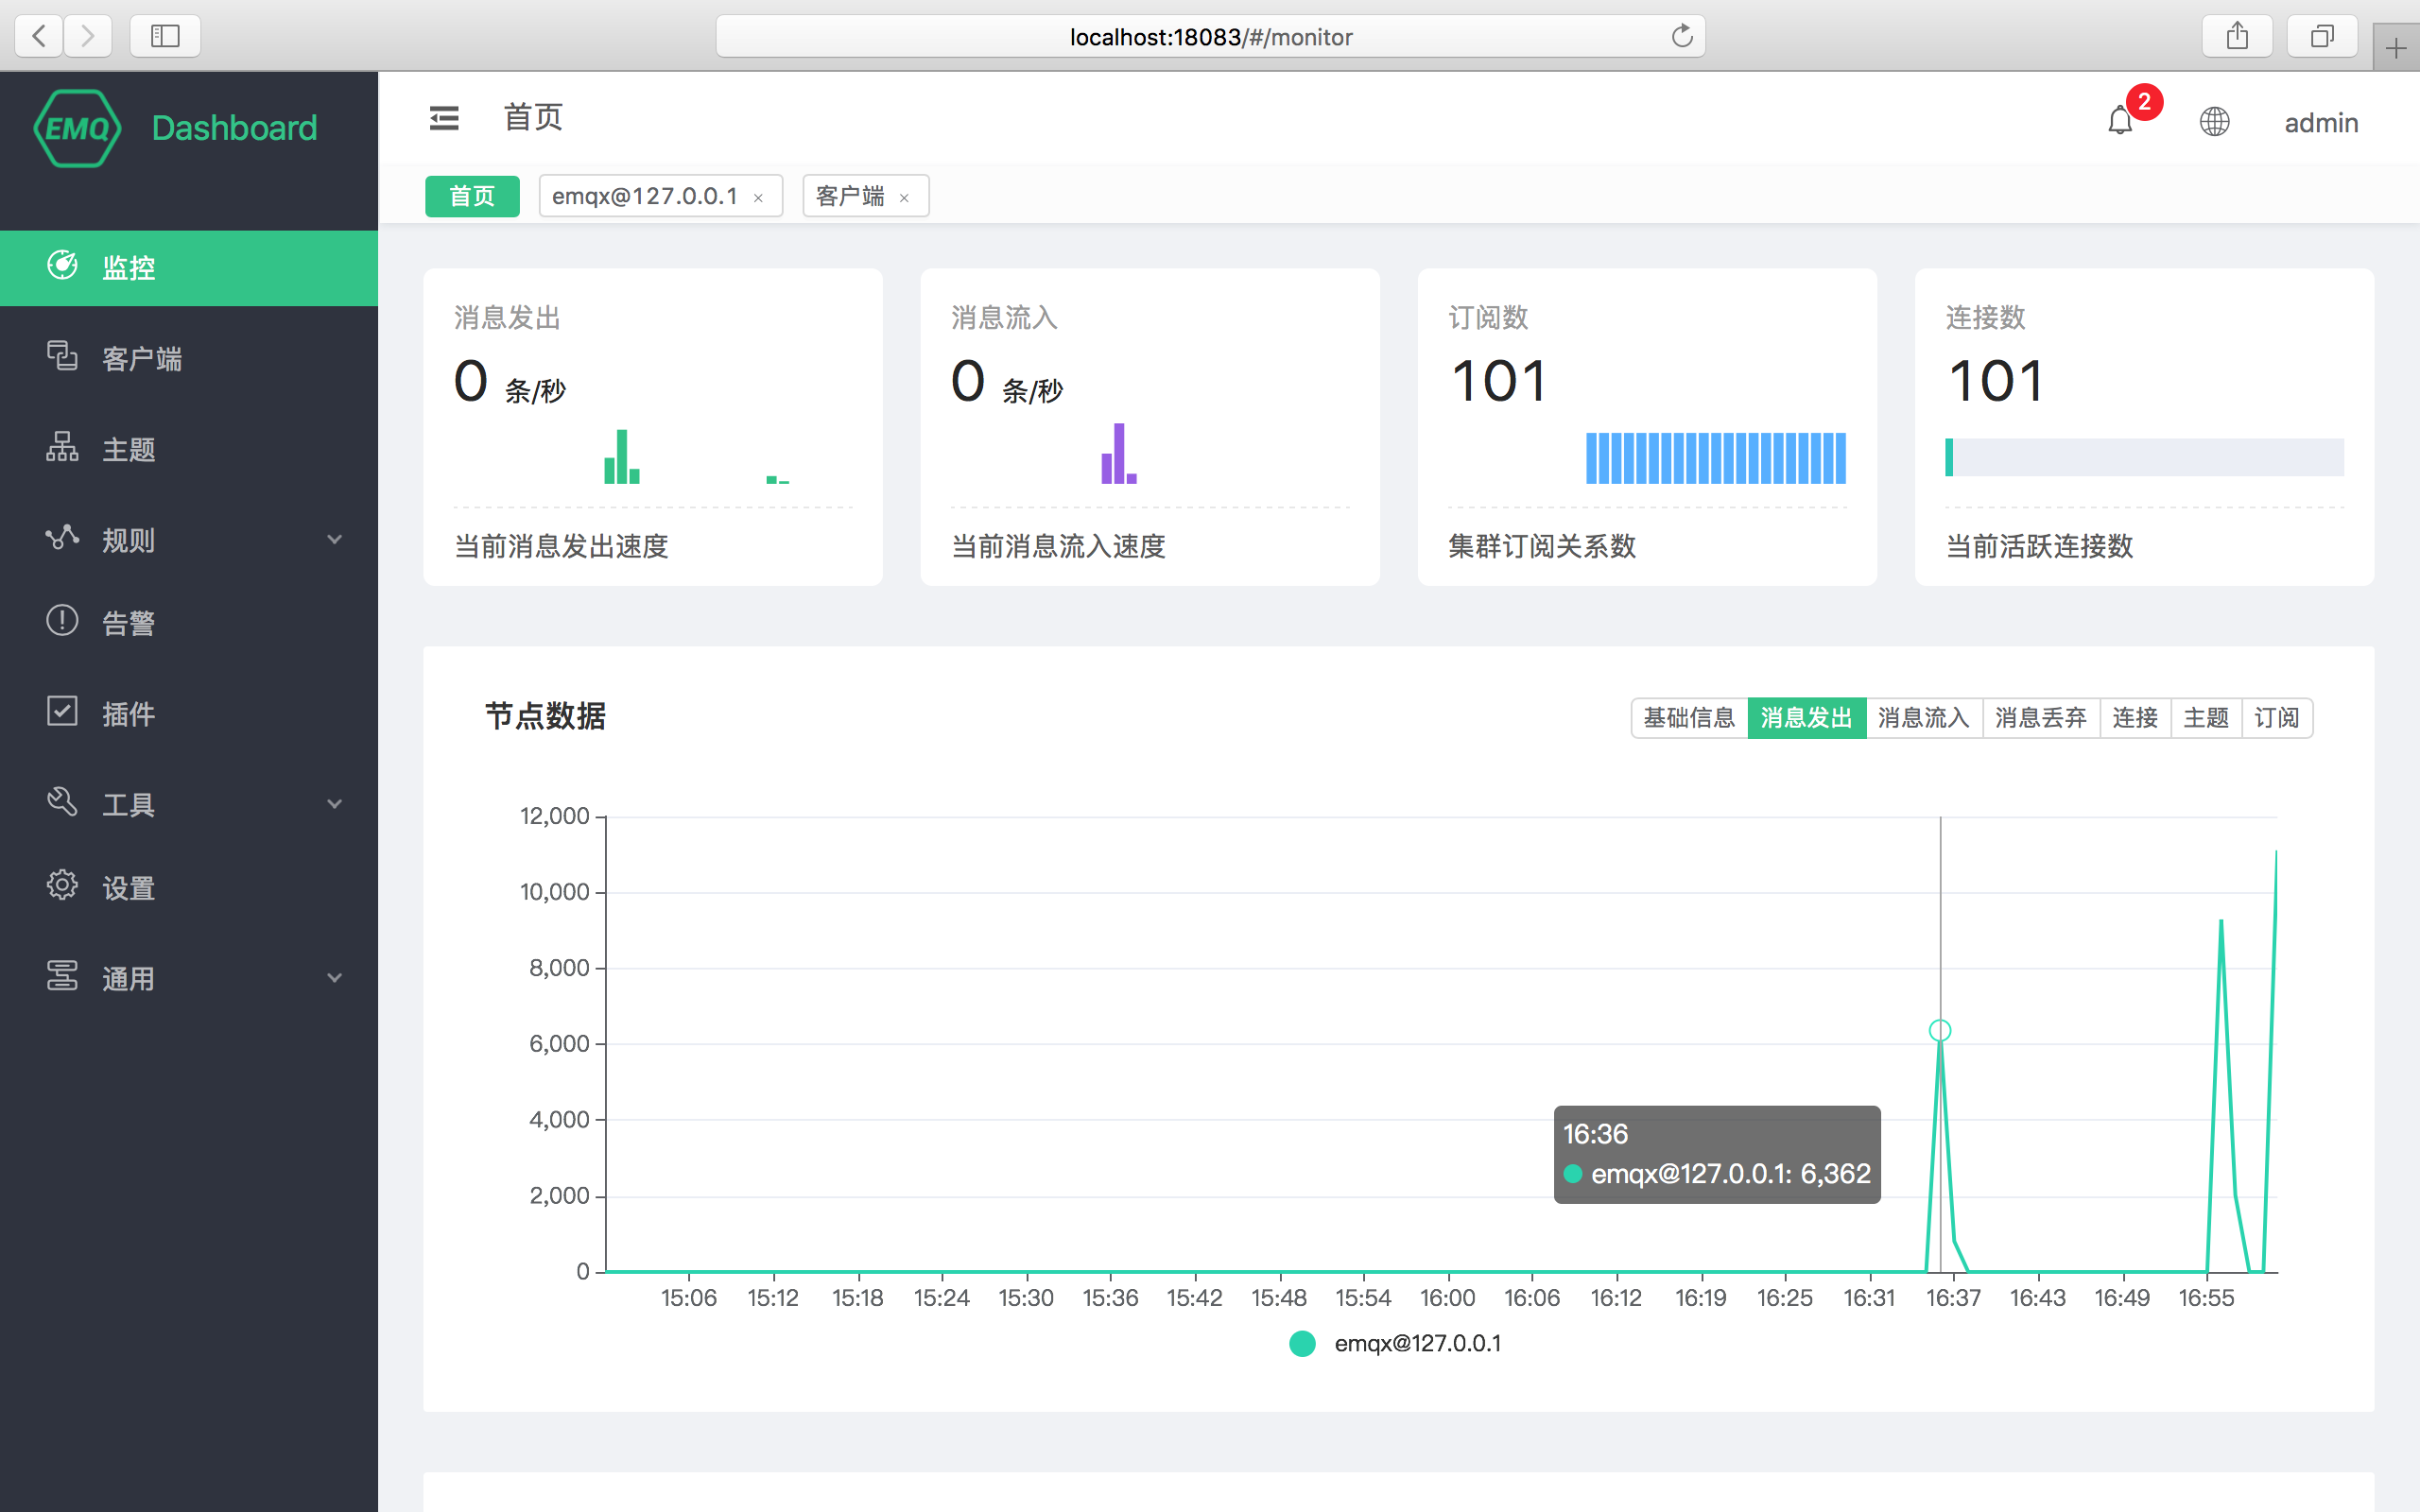 localhost:18083/#/monitor
EMQ Dashboard
首页
2
admin
首页 emqx@127.0.0.1 × 客户端 ×
监控
客户端
主题
规则
告警
插件
工具
设置
通用
消息发出
0 条/秒
当前消息发出速度
消息流入
0 条/秒
当前消息流入速度
订阅数
101
集群订阅关系数
连接数
101
当前活跃连接数
节点数据
基础信息 消息发出 消息流入 消息丢弃 连接 主题 订阅
12,000
10,000
8,000
6,000
4,000
2,000
0
16:36
emqx@127.0.0.1: 6,362
15:06 15:12 15:18 15:24 15:30 15:36 15:42 15:48 15:54 16:00 16:06 16:12 16:19 16:25 16:31 16:37 16:43 16:49 16:55
emqx@127.0.0.1